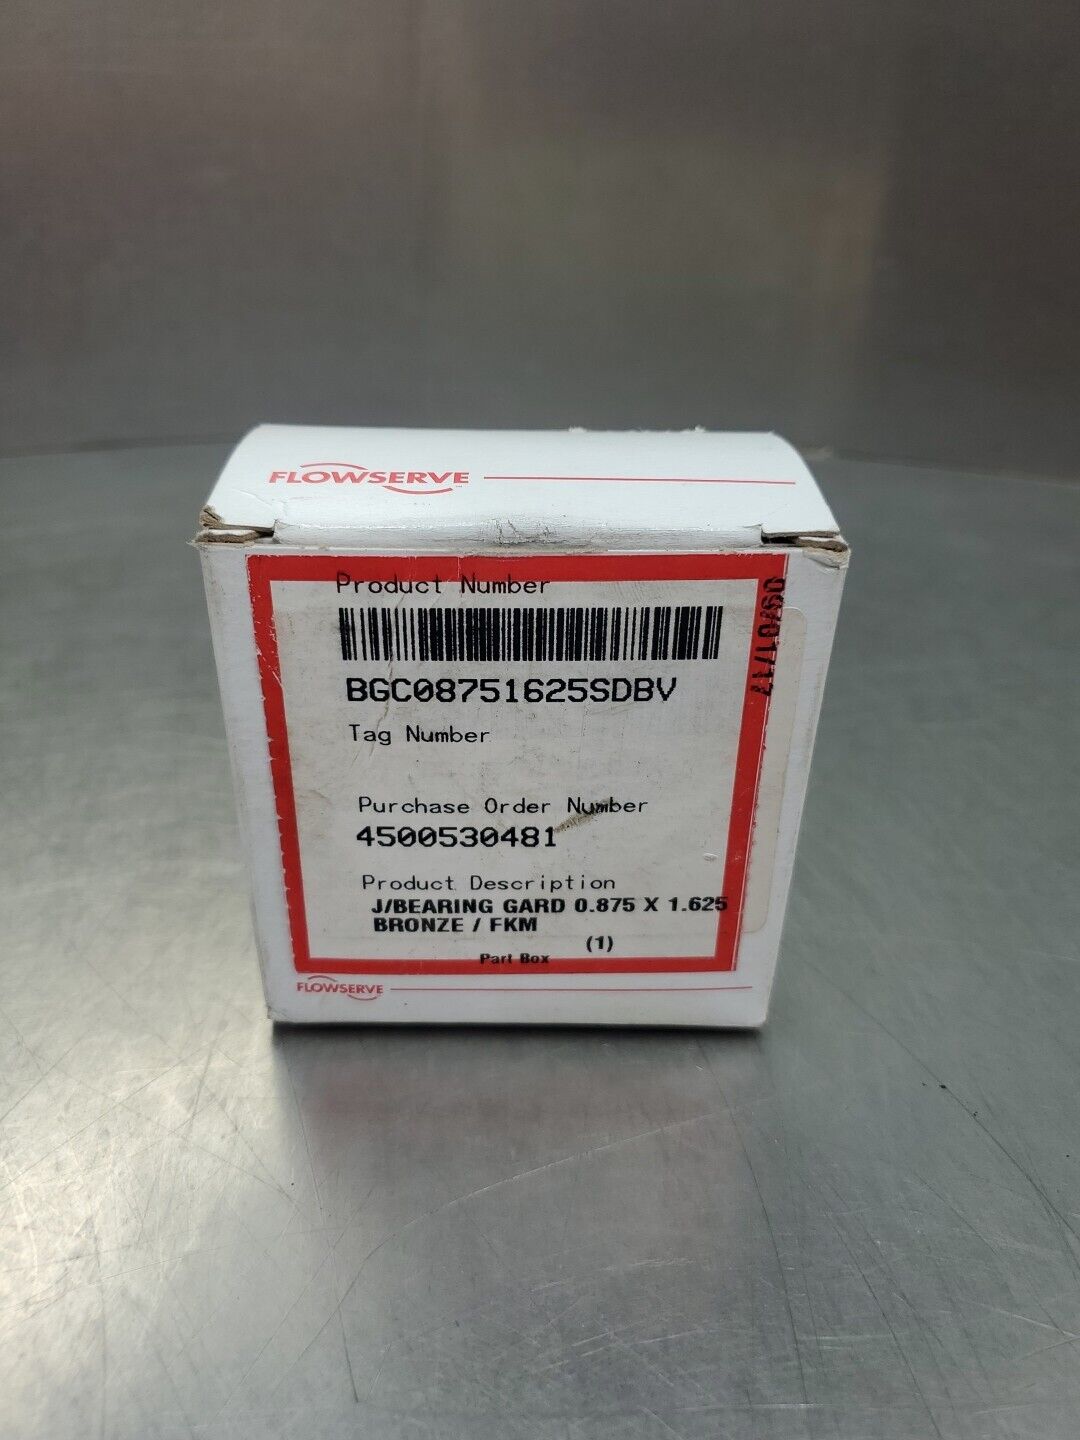 FLOWSERVE
Product Number
09/01/17
BGC08751625SDBV
Tag Number
Purchase Order Number
4500530481
Product Description
J/BEARING GARD 0.875 X 1.625
BRONZE / FKM
(1)
Part Box
FLOWSERVE